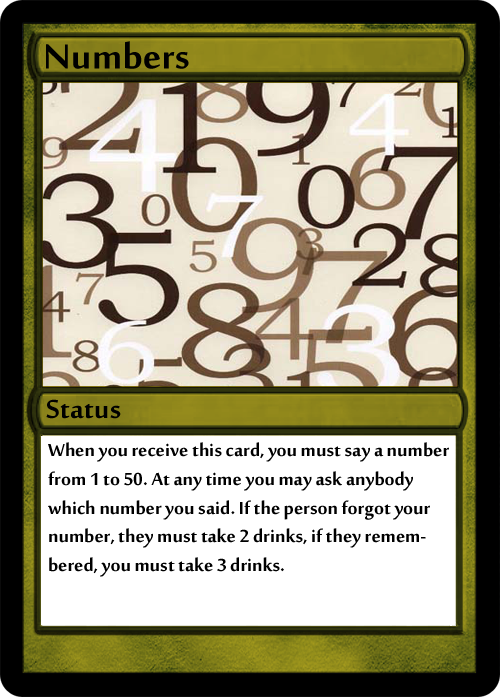 Numbers
Status
When you receive this card, you must say a number
from 1 to 50. At any time you may ask anybody
which number you said. If the person forgot your
number, they must take 2 drinks, if they remem-
bered, you must take 3 drinks.